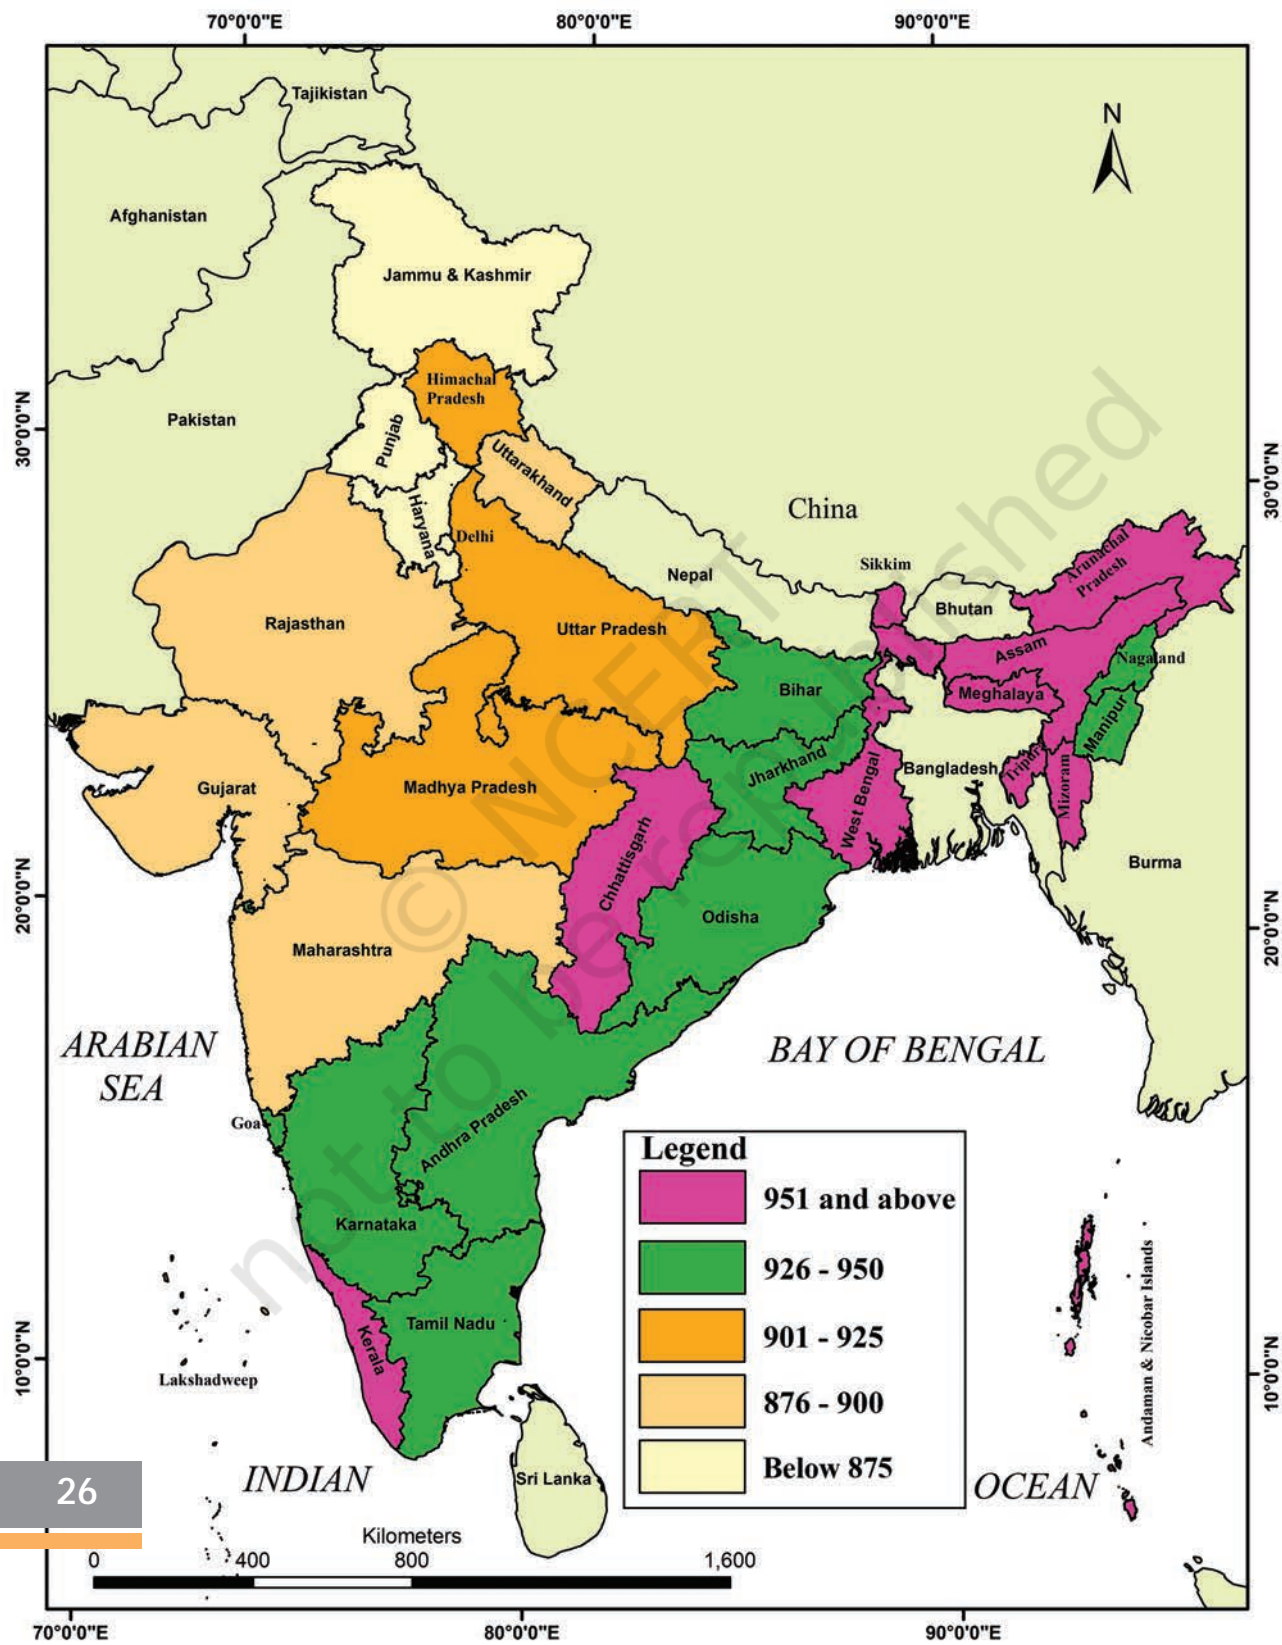 70°0'0"E 80°0'0"E 90°0'0"E
N
Tajikistan
Afghanistan
Jammu & Kashmir
Himachal
Pradesh
Pakistan
30°0'0"N
Punjab
Uttarakhand
30°0'0"N
Haryana
China
Delhi
Nepal
Sikkim
Arunachal
Pradesh
Bhutan
Rajasthan
Uttar Pradesh
Assam
Nagaland
Bihar
Meghalaya
Manipur
Jharkhand
Gujarat
Madhya Pradesh
West Bengal
Bangladesh
Tripura
Mizoram
Chhattisgarh
Burma
20°0'0"N
Odisha
20°0'0"N
Maharashtra
ARABIAN
SEA
BAY OF BENGAL
Goa
Andhra Pradesh
Karnataka
Legend
951 and above
926 - 950
901 - 925
876 - 900
Below 875
Andaman & Nicobar Islands
Kerala
Tamil Nadu
10°0'0"N
10°0'0"N
Lakshadweep
INDIAN
Sri Lanka
OCEAN
26
Kilometers
0 400 800 1,600
70°0'0"E 80°0'0"E 90°0'0"E
© NCERT
not to be republished